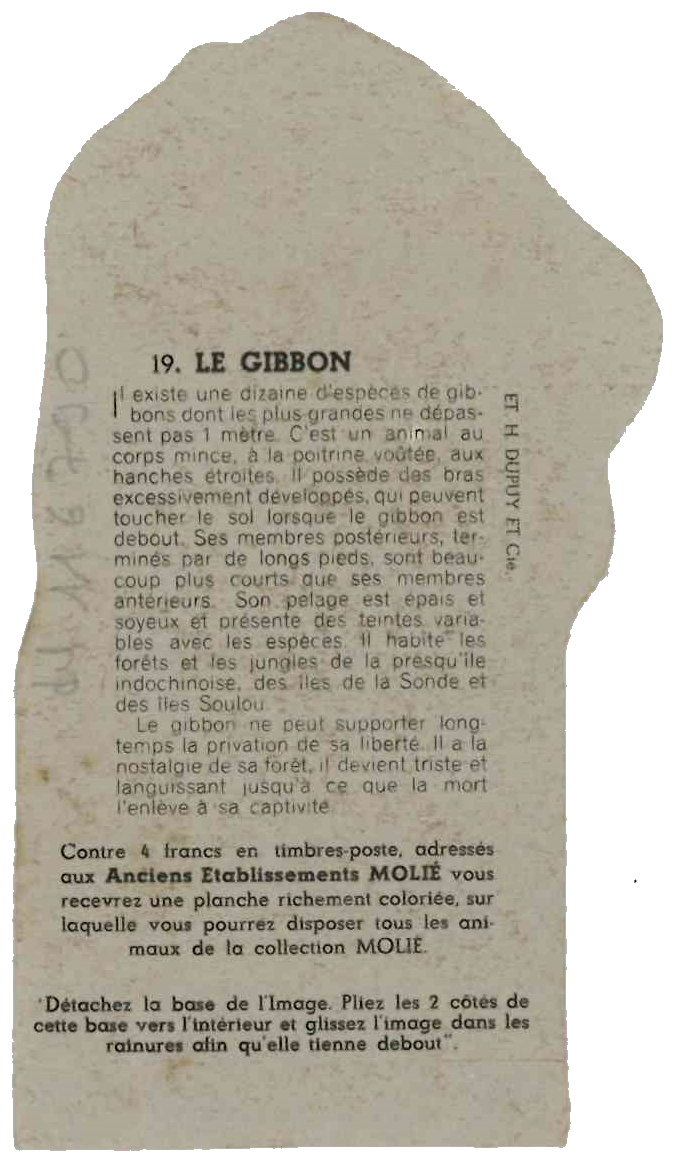 19. LE GIBBON
Il existe une dizaine d'espèces de gib-
bons dont les plus grandes ne dépas-
sent pas 1 mètre. C'est un animal au
corps mince, à la poitrine voûtée, aux
hanches étroites. Il possède des bras
excessivement développés, qui peuvent
toucher le sol lorsque le gibbon est
debout. Ses membres postérieurs, ter-
minés par de longs pieds, sont beau-
coup plus courts que ses membres
antérieurs. Son pelage est épais et
soyeux et présente des teintes varia-
bles avec les espèces. Il habite les
forêts et les jungles de la presqu'île
indochinoise, des îles de la Sonde et
des îles Soulou.
Le gibbon ne peut supporter long-
temps la privation de sa liberté. Il a la
nostalgie de sa forêt, il devient triste et
languissant jusqu'à ce que la mort
l'enlève à sa captivité.
ET. H. DUPUY ET Cie.
Contre 4 francs en timbres-poste, adressés
aux Anciens Etablissements MOLIÉ vous
recevrez une planche richement coloriée, sur
laquelle vous pourrez disposer tous les ani-
maux de la collection MOLIÉ.
"Détachez la base de l'Image. Pliez les 2 côtés de
cette base vers l'intérieur et glissez l'image dans les
rainures afin qu'elle tienne debout".